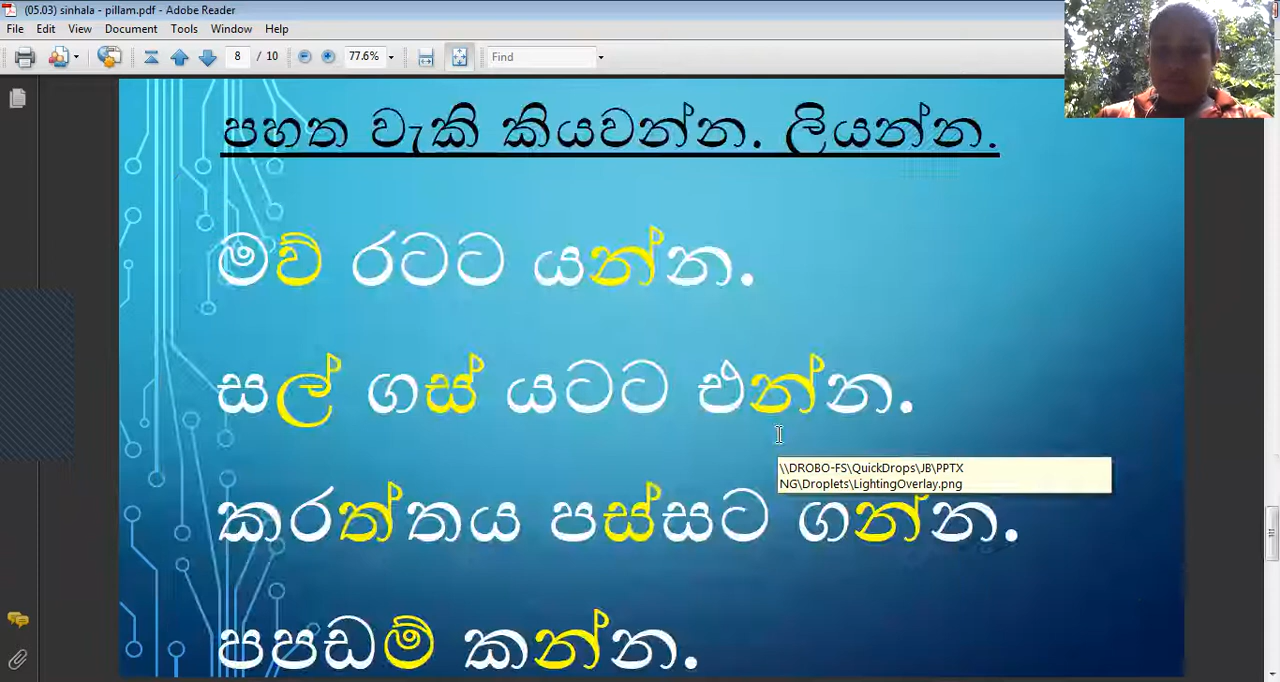 (05.03) sinhala - pillam.pdf - Adobe Reader
File Edit View Document Tools Window Help
8 / 10 77.6% Find
පහත වැකි කියවන්න. ලියන්න.
මව් රටට යන්න.
සල් ගස් යටට එන්න.
\\DROBO-FS\QuickDrops\JB\PPTX
NG\Droplets\LightingOverlay.png
කරත්තය පස්සට ගන්න.
පපඩම් කන්න.